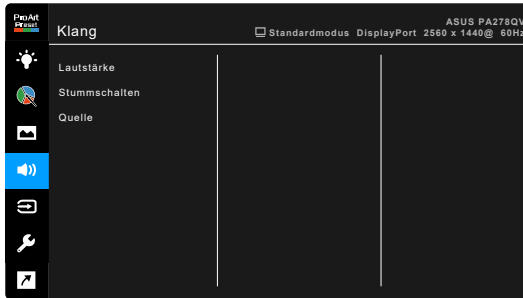 ProArt
Preset
Klang
ASUS PA278QV
Standardmodus DisplayPort 2560 x 1440@ 60Hz
Lautstärke
Stummschalten
Quelle